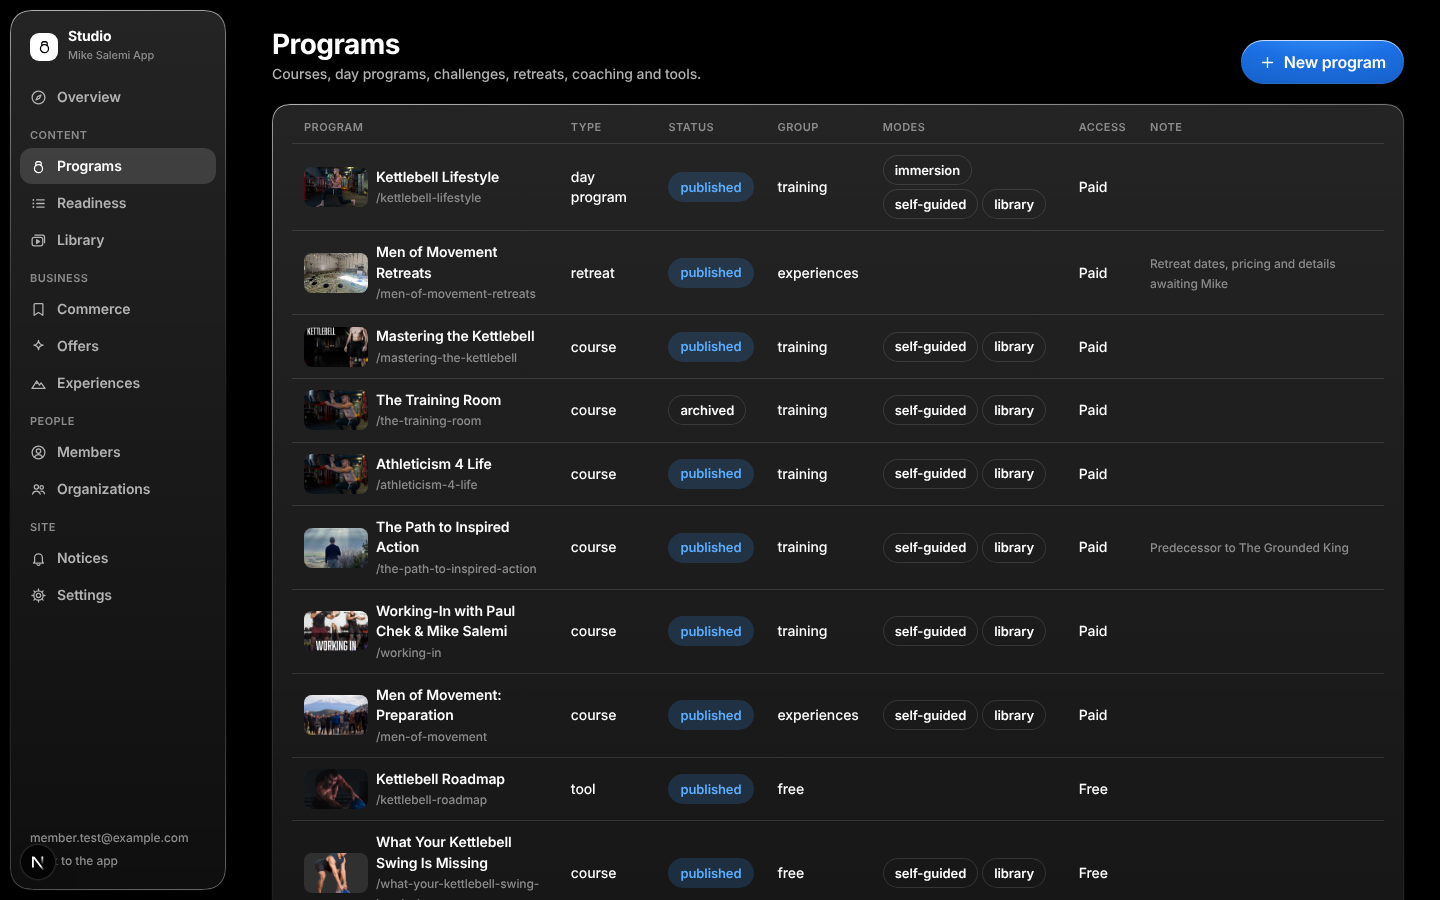 Studio
Mike Salemi App
Overview
CONTENT
Programs
Readiness
Library
BUSINESS
Commerce
Offers
Experiences
PEOPLE
Members
Organizations
SITE
Notices
Settings
member.test@example.com
N
to the app
Programs
Courses, day programs, challenges, retreats, coaching and tools.
+ New program
PROGRAM TYPE STATUS GROUP MODES ACCESS NOTE
Kettlebell Lifestyle
/kettlebell-lifestyle
day
program
published
training
immersion
self-guided library
Paid
Men of Movement
Retreats
/men-of-movement-retreats
retreat
published
experiences
Paid
Retreat dates, pricing and details
awaiting Mike
KETTLEBELL
Mastering the Kettlebell
/mastering-the-kettlebell
course
published
training
self-guided library
Paid
The Training Room
/the-training-room
course
archived
training
self-guided library
Paid
Athleticism 4 Life
/athleticism-4-life
course
published
training
self-guided library
Paid
The Path to Inspired
Action
/the-path-to-inspired-action
course
published
training
self-guided library
Paid
Predecessor to The Grounded King
WORKING IN
Working-In with Paul
Chek & Mike Salemi
/working-in
course
published
training
self-guided library
Paid
Men of Movement:
Preparation
/men-of-movement
course
published
experiences
self-guided library
Paid
Kettlebell Roadmap
/kettlebell-roadmap
tool
published
free
Free
What Your Kettlebell
Swing Is Missing
/what-your-kettlebell-swing-
course
published
free
self-guided library
Free